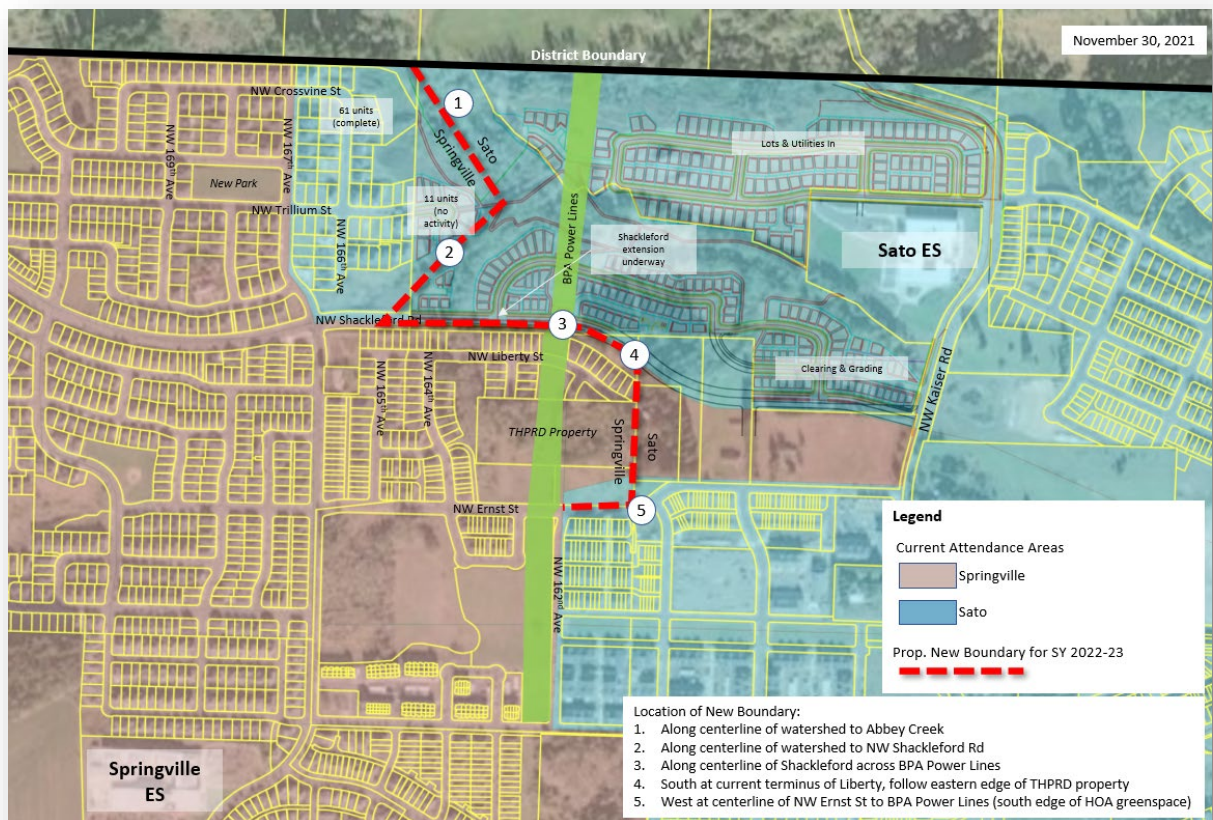 November 30, 2021
District Boundary
NW Crossvine St
61 units
(complete)
1
Sato
Springville
Lots & Utilities In
NW 169th Ave
NW 167th Ave
New Park
NW Trillium St
11 units
(no
activity)
NW 166th Ave
2
BPA Power Lines
Shackleford
extension
underway
Sato ES
NW Shackleford Rd
3
4
NW Liberty St
NW 165th Ave
NW 164th Ave
Clearing & Grading
NW Kaiser Rd
THPRD Property
Springville
Sato
NW Ernst St
5
NW 162nd Ave
Legend
Current Attendance Areas
Springville
Sato
Prop. New Boundary for SY 2022-23
Springville
ES
Location of New Boundary:
1. Along centerline of watershed to Abbey Creek
2. Along centerline of watershed to NW Shackleford Rd
3. Along centerline of Shackleford across BPA Power Lines
4. South at current terminus of Liberty, follow eastern edge of THPRD property
5. West at centerline of NW Ernst St to BPA Power Lines (south edge of HOA greenspace)